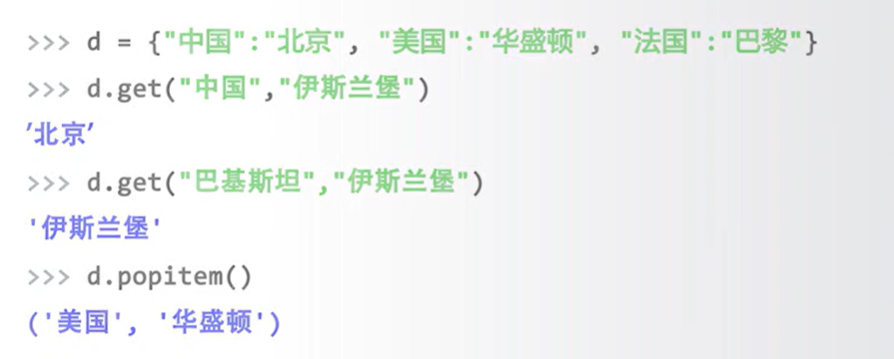 >>> d = {"中国":"北京", "美国":"华盛顿", "法国":"巴黎"}
>>> d.get("中国","伊斯兰堡")
'北京'
>>> d.get("巴基斯坦","伊斯兰堡")
'伊斯兰堡'
>>> d.popitem()
('美国', '华盛顿')